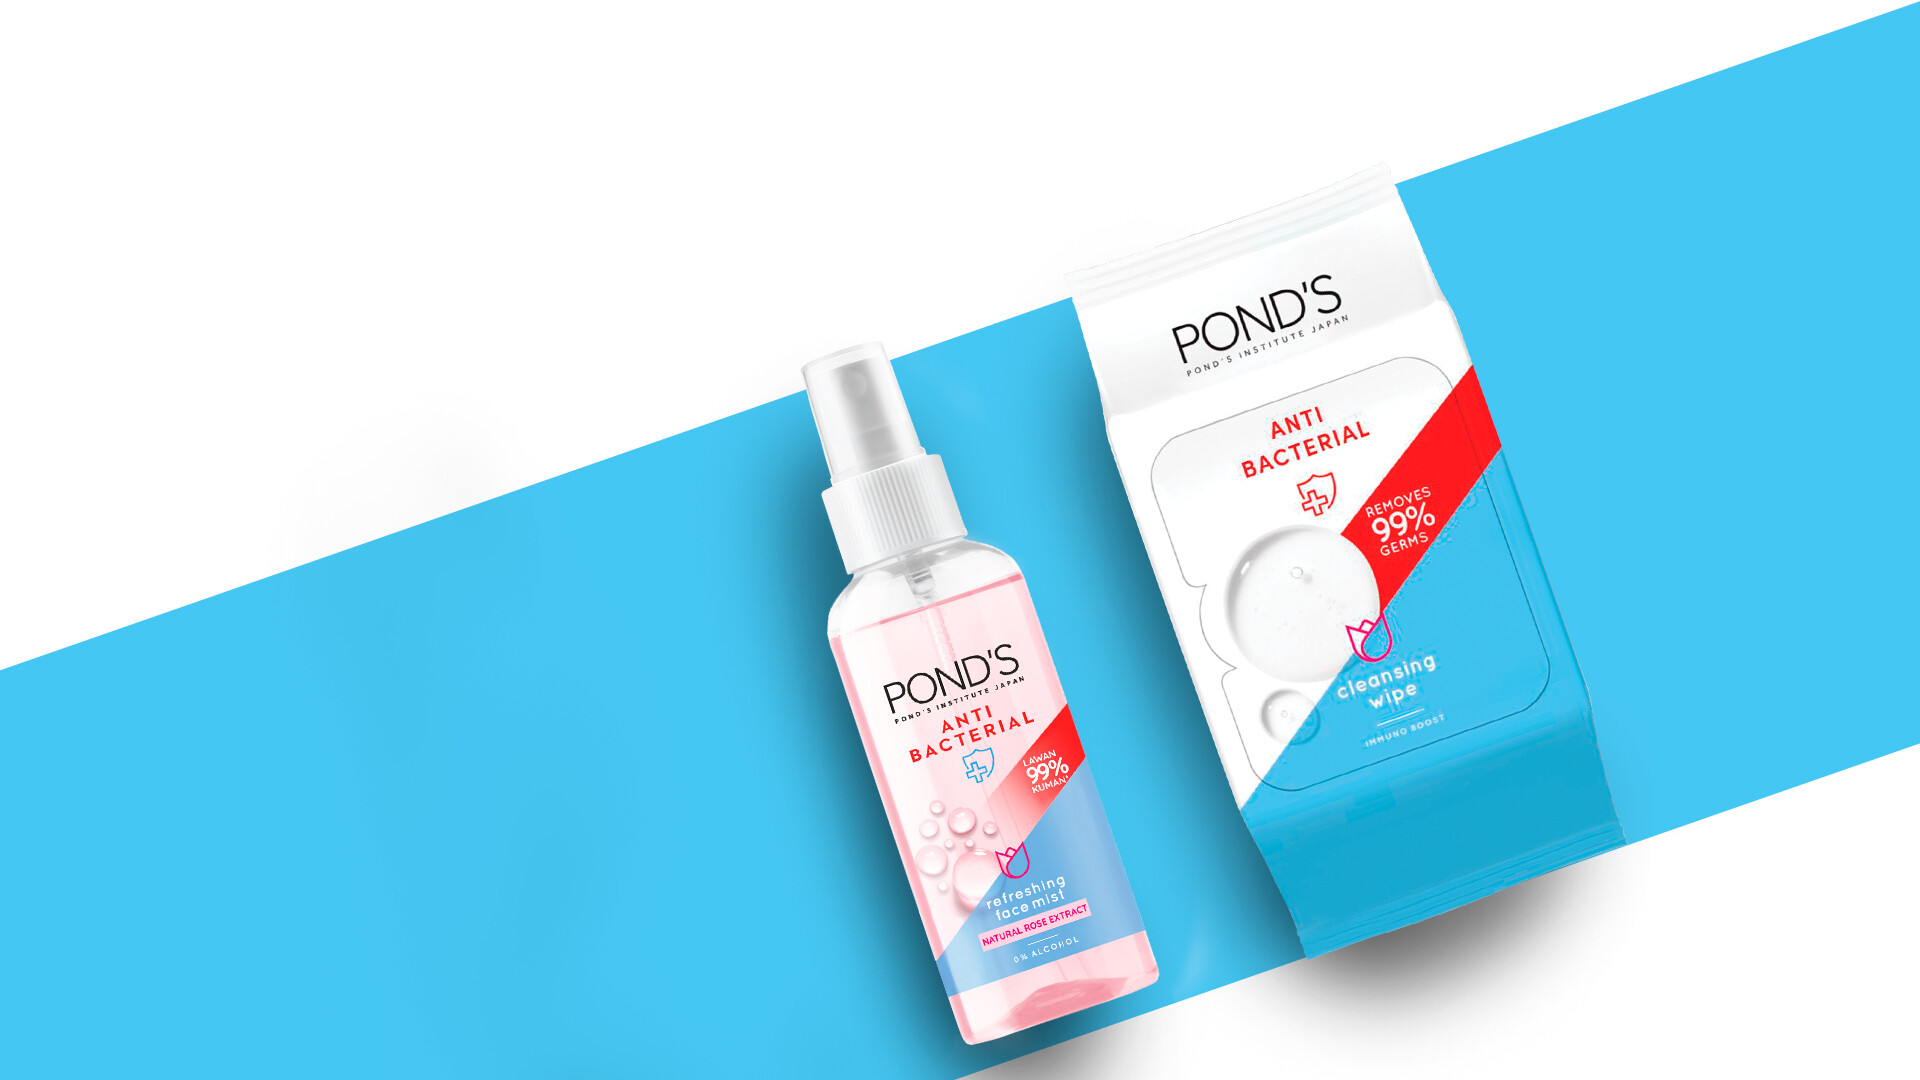 POND'S
POND'S INSTITUTE JAPAN
ANTI
BACTERIAL
LAWAN
99%
KUMAN*
refreshing
face mist
NATURAL ROSE EXTRACT
0% ALCOHOL
POND'S
POND'S INSTITUTE JAPAN
ANTI
BACTERIAL
REMOVES
99%
GERMS
cleansing
wipe
IMMUNO BOOST